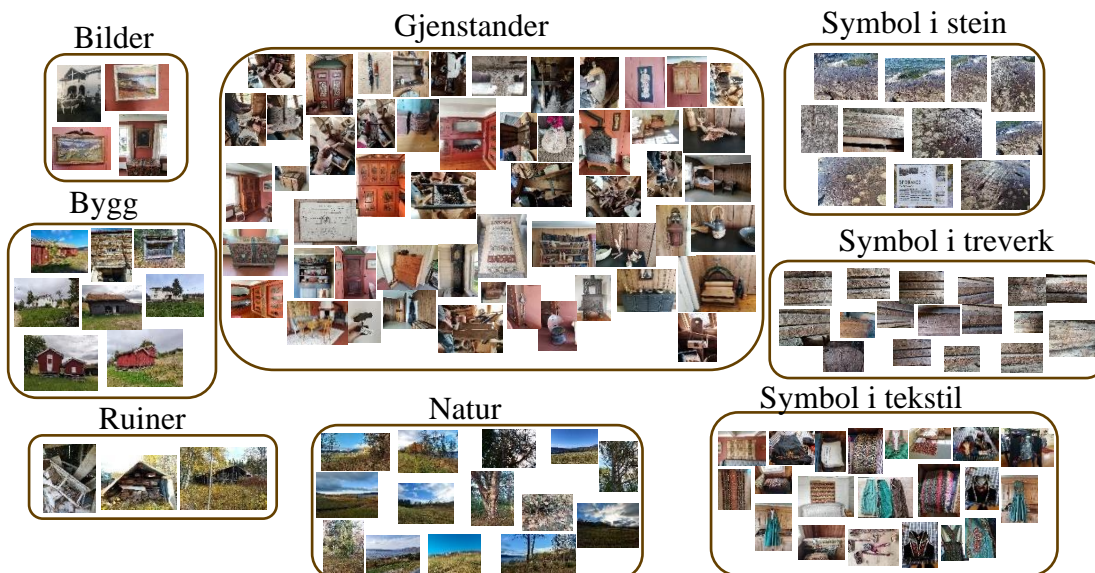 Bilder
Gjenstander
Symbol i stein
Bygg
Symbol i treverk
Ruiner
Natur
Symbol i tekstil